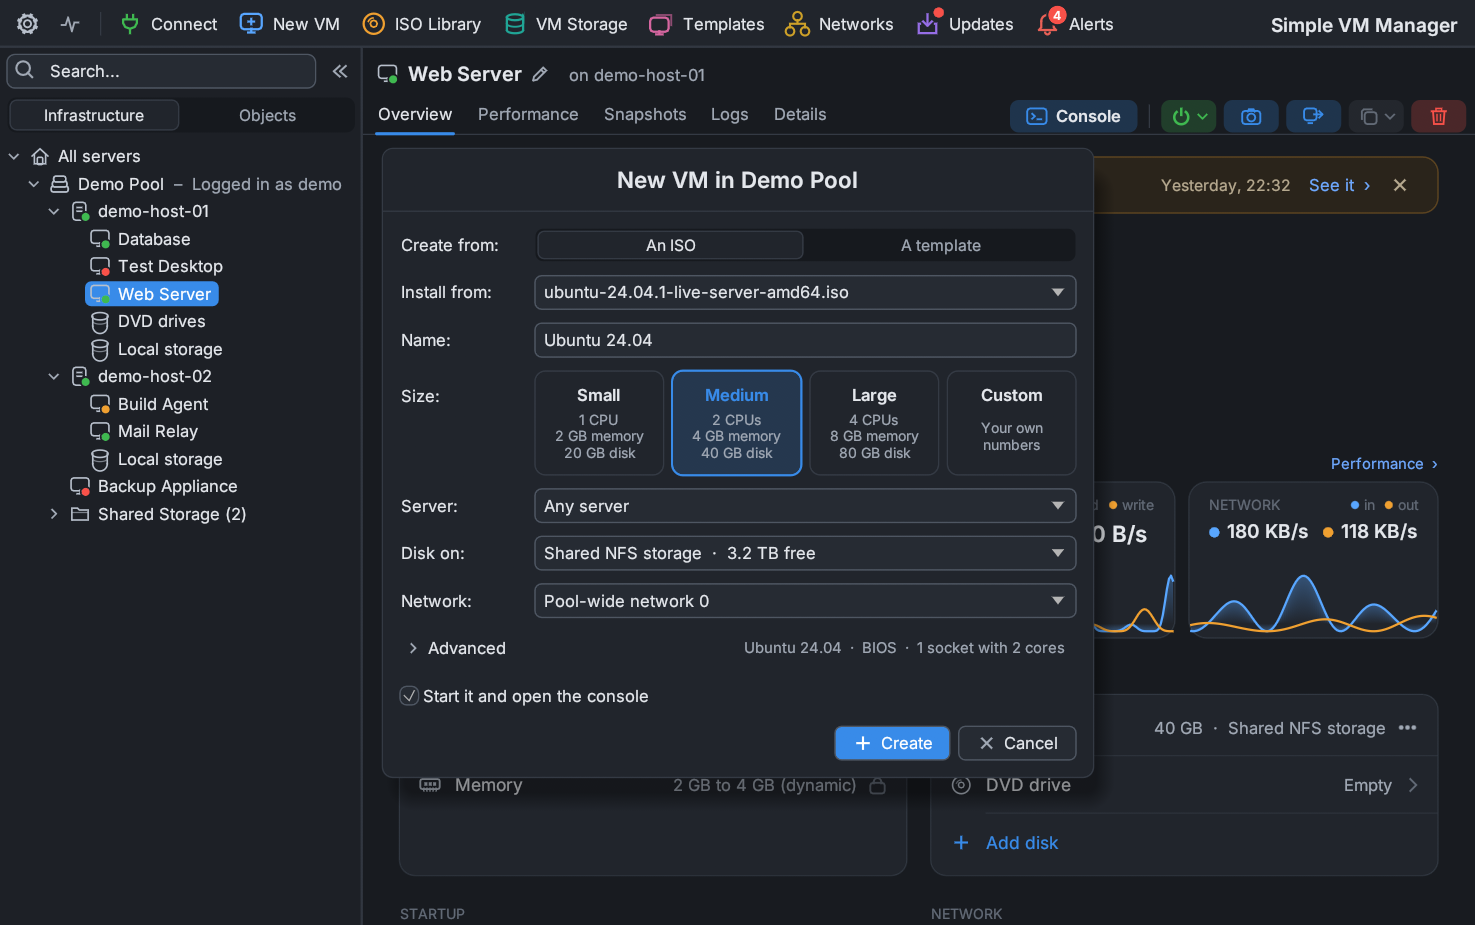 Connect
New VM
ISO Library
VM Storage
Templates
Networks
Updates
4
Alerts
Simple VM Manager
Search...
Infrastructure
Objects
All servers
Demo Pool – Logged in as demo
demo-host-01
Database
Test Desktop
Web Server
DVD drives
Local storage
demo-host-02
Build Agent
Mail Relay
Local storage
Backup Appliance
Shared Storage (2)
Web Server
on demo-host-01
Overview
Performance
Snapshots
Logs
Details
Console
Yesterday, 22:32
See it ›
New VM in Demo Pool
Create from:
An ISO
A template
Install from:
ubuntu-24.04.1-live-server-amd64.iso
Name:
Ubuntu 24.04
Size:
Small
1 CPU
2 GB memory
20 GB disk
Medium
2 CPUs
4 GB memory
40 GB disk
Large
4 CPUs
8 GB memory
80 GB disk
Custom
Your own
numbers
Server:
Any server
Disk on:
Shared NFS storage · 3.2 TB free
Network:
Pool-wide network 0
Advanced
Ubuntu 24.04 · BIOS · 1 socket with 2 cores
Start it and open the console
Create
Cancel
Performance ›
write
0 B/s
NETWORK
in
out
180 KB/s
118 KB/s
40 GB · Shared NFS storage
Memory
2 GB to 4 GB (dynamic)
DVD drive
Empty
Add disk
STARTUP
NETWORK